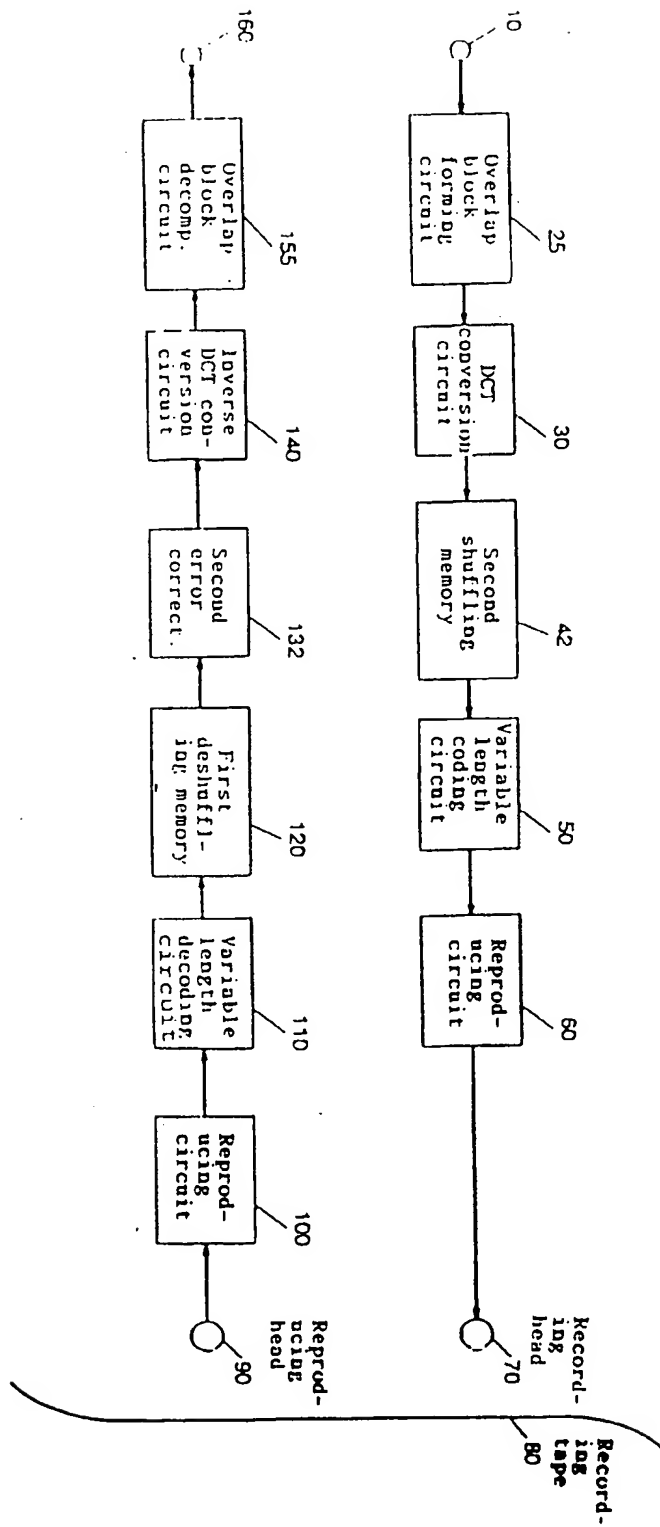 10
Overlap
block
forming
circuit
25
DCT
conversion
circuit
30
Second
shuffling
memory
42
Variable
length
coding
circuit
50
Reprod-
ucing
circuit
60
Record-
ing
head
70
Record-
ing
tape
80
160
Overlap
block
decomp.
circuit
155
Inverse
DCT con-
version
circuit
140
Second
error
correct.
132
First
deshuffl-
ing memory
120
Variable
length
decoding
circuit
110
Reprod-
ucing
circuit
100
Reprod-
ucing
head
90